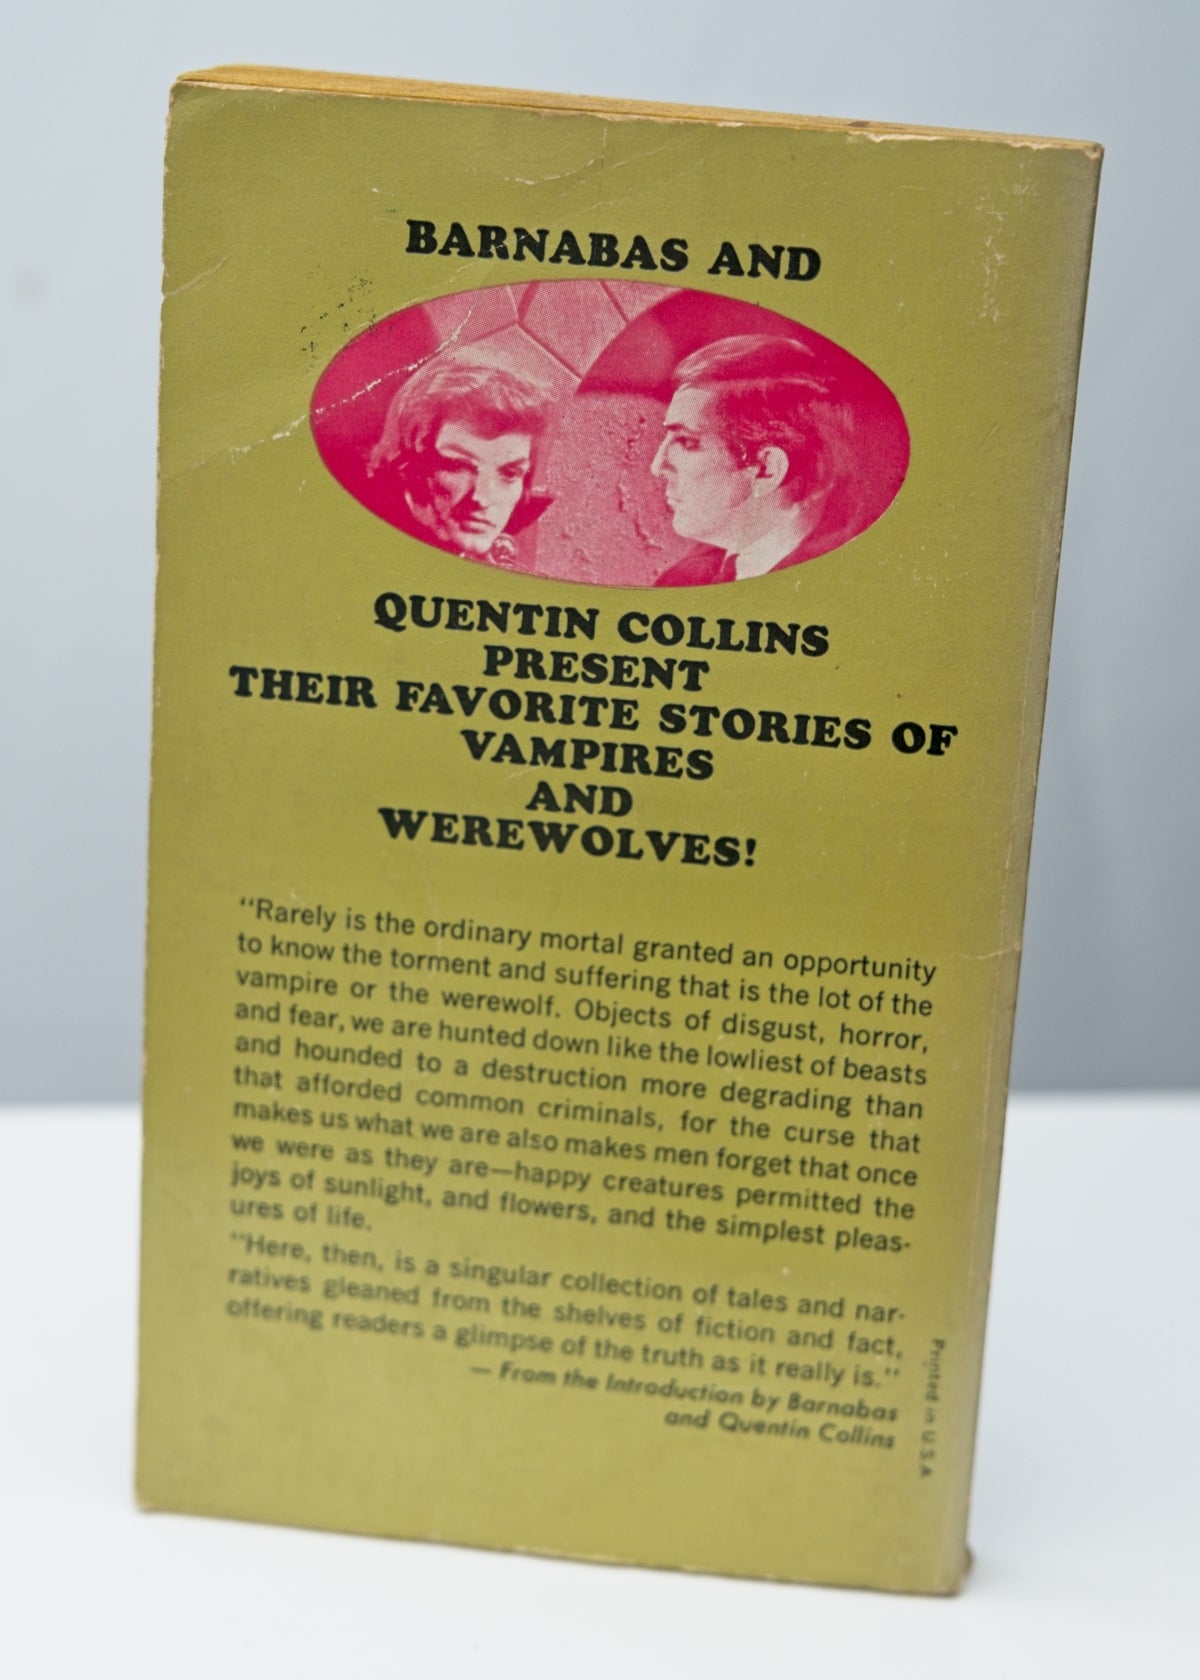 BARNABAS AND
QUENTIN COLLINS
PRESENT
THEIR FAVORITE STORIES OF
VAMPIRES
AND
WEREWOLVES!
“Rarely is the ordinary mortal granted an opportunity
to know the torment and suffering that is the lot of the
vampire or the werewolf. Objects of disgust, horror,
and fear, we are hunted down like the lowliest of beasts
and hounded to a destruction more degrading than
that afforded common criminals, for the curse that
makes us what we are also makes men forget that once
we were as they are—happy creatures permitted the
joys of sunlight, and flowers, and the simplest pleas-
ures of life.
“Here, then, is a singular collection of tales and nar-
ratives gleaned from the shelves of fiction and fact,
offering readers a glimpse of the truth as it really is.”
— From the Introduction by Barnabas
and Quentin Collins
Printed in U.S.A.